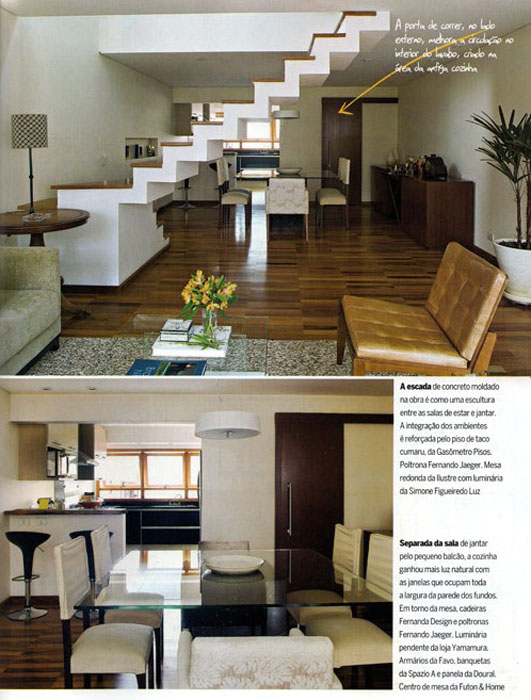 A porta de correr, no lado
externo, melhora a circulação no
interior do lavabo, criado na
área da antiga cozinha
A escada de concreto moldado
na obra é como uma escultura
entre as salas de estar e jantar.
A integração dos ambientes
é reforçada pelo piso de taco
cumaru, da Gasômetro Pisos.
Poltrona Fernando Jaeger. Mesa
redonda da Ilustre com luminária
da Simone Figueiredo Luz
Separada da sala de jantar
pelo pequeno balcão, a cozinha
ganhou mais luz natural com
as janelas que ocupam toda
a largura da parede dos fundos.
Em torno da mesa, cadeiras
Fernanda Design e poltronas
Fernando Jaeger. Luminária
pendente da loja Yamamura.
Armários da Favo, banquetas
da Spazio A e panela da Doural.
Centro de mesa da Futon & Home